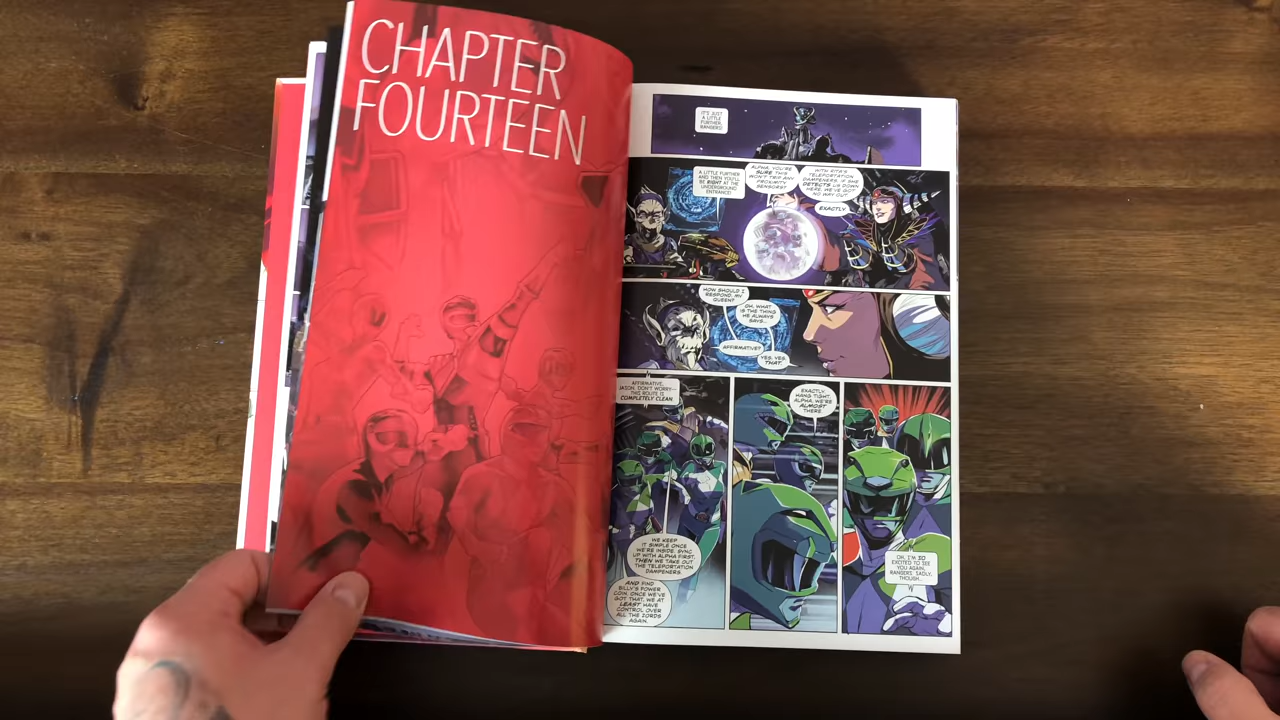 CHAPTER
FOURTEEN
IT'S JUST
A LITTLE
FURTHER,
RANGERS!
A LITTLE FURTHER
AND THEN YOU'LL
BE RIGHT AT THE
UNDERGROUND
ENTRANCE!
ALPHA, YOU'RE
SURE THIS
WON'T TRIP ANY
PROXIMITY
SENSORS?
WITH RITA'S
TELEPORTATION
DAMPENERS, IF SHE
DETECTS US DOWN
HERE, WE'VE GOT
NO WAY OUT.
EXACTLY.
HOW SHOULD I
RESPOND, MY
QUEEN?
OH, WHAT
IS THE THING
HE ALWAYS
SAYS...
AFFIRMATIVE?
YES, YES,
THAT.
AFFIRMATIVE,
JASON. DON'T WORRY--
THIS ROUTE IS
COMPLETELY CLEAN.
WE KEEP
IT SIMPLE ONCE
WE'RE INSIDE. SYNC
UP WITH ALPHA FIRST,
THEN WE TAKE OUT
THE TELEPORTATION
DAMPENERS.
AND FIND
BILLY'S POWER
COIN. ONCE WE'VE
GOT THAT, WE AT
LEAST HAVE
CONTROL OVER
ALL THE ZORDS
AGAIN.
EXACTLY.
HANG TIGHT,
ALPHA. WE'RE
ALMOST
THERE.
OH, I'M SO
EXCITED TO SEE
YOU AGAIN,
RANGERS. SADLY,
THOUGH...